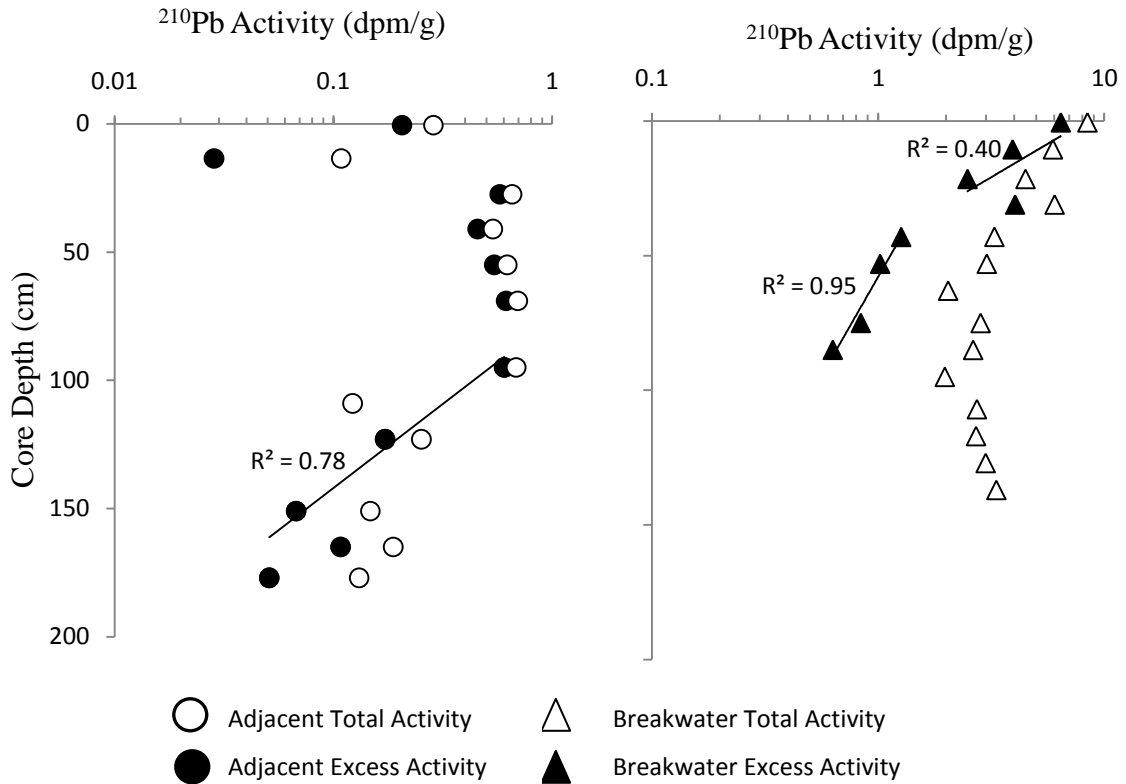 ²¹⁰Pb Activity (dpm/g)
0.01 0.1 1
0
50
100
150
200
Core Depth (cm)
R² = 0.78
²¹⁰Pb Activity (dpm/g)
0.1 1 10
R² = 0.40
R² = 0.95
Adjacent Total Activity
Breakwater Total Activity
Adjacent Excess Activity
Breakwater Excess Activity